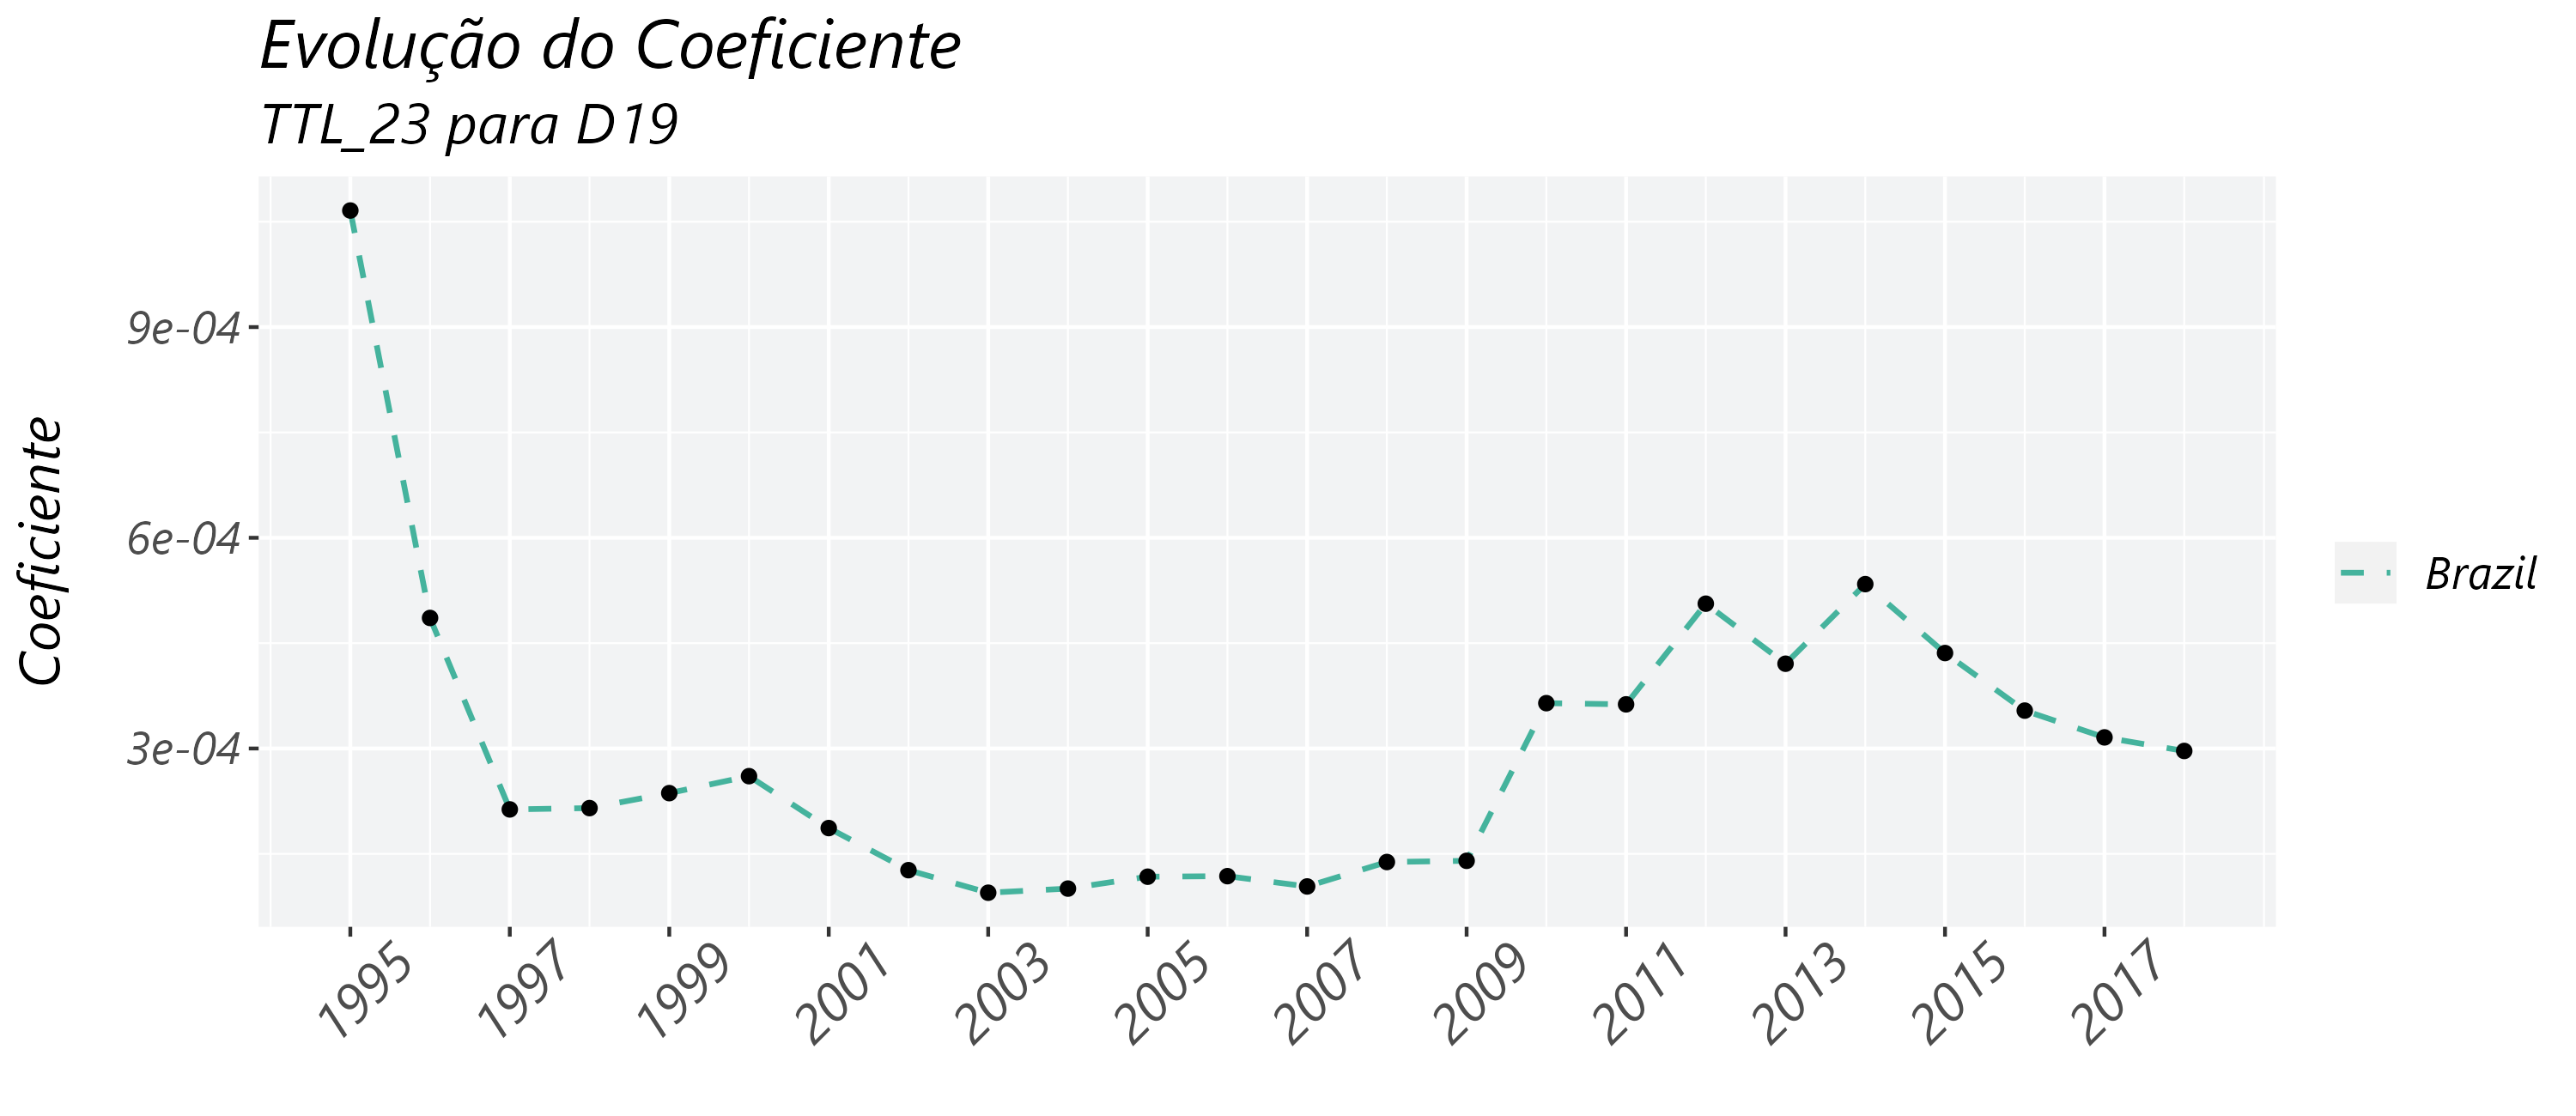 Evolução do Coeficiente
TTL_23 para D19
Coeficiente
9e-04
6e-04
3e-04
1995
1997
1999
2001
2003
2005
2007
2009
2011
2013
2015
2017
Brazil